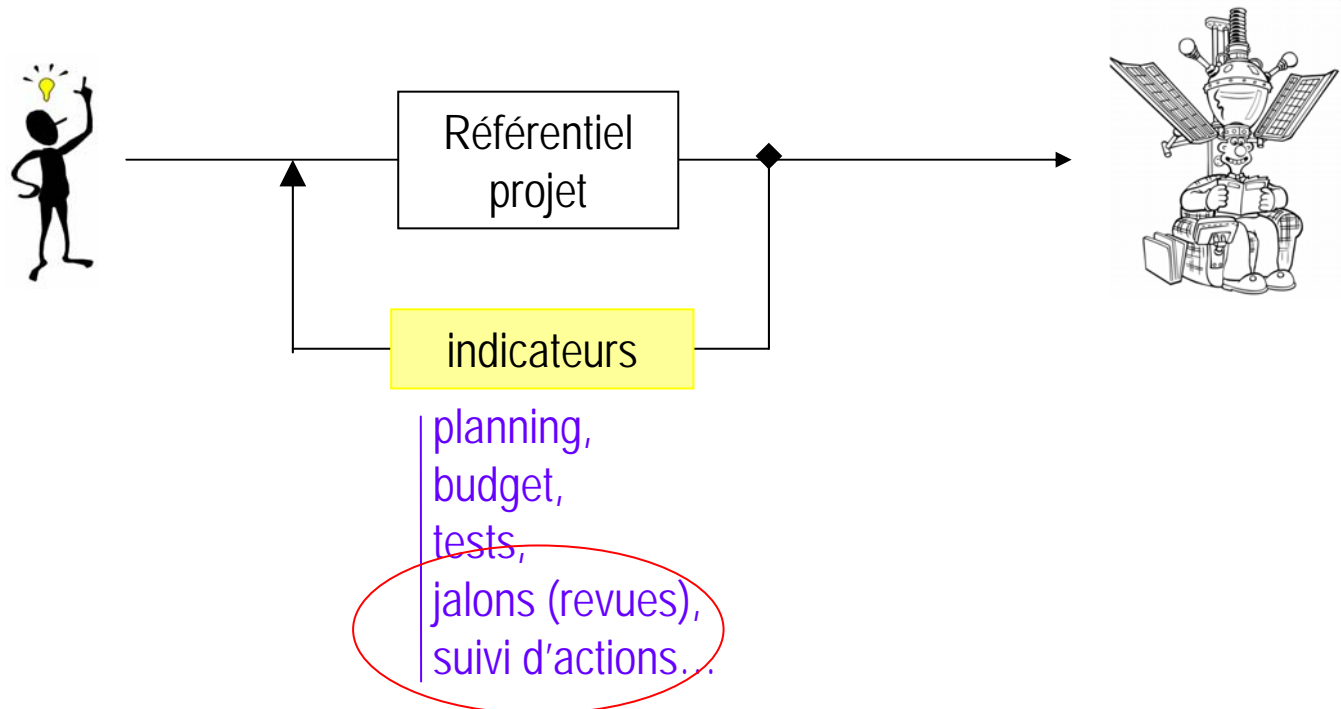 Référentiel
projet
indicateurs
planning,
budget,
tests,
jalons (revues),
suivi d'actions...